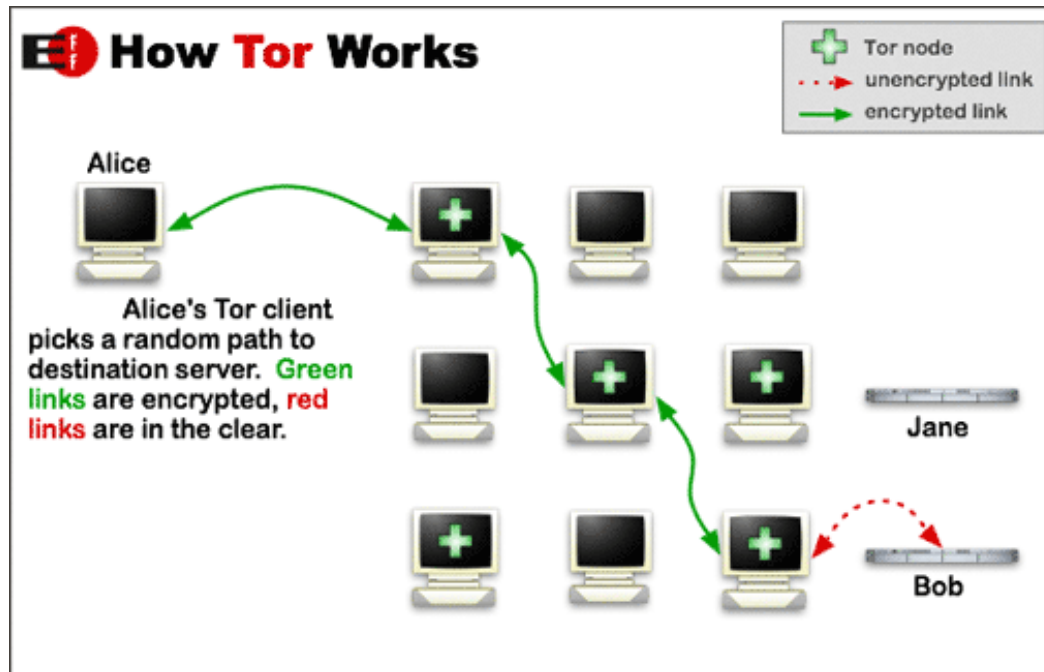 EFF How Tor Works
Tor node
unencrypted link
encrypted link
Alice
Alice's Tor client
picks a random path to
destination server. Green
links are encrypted, red
links are in the clear.
Jane
Bob